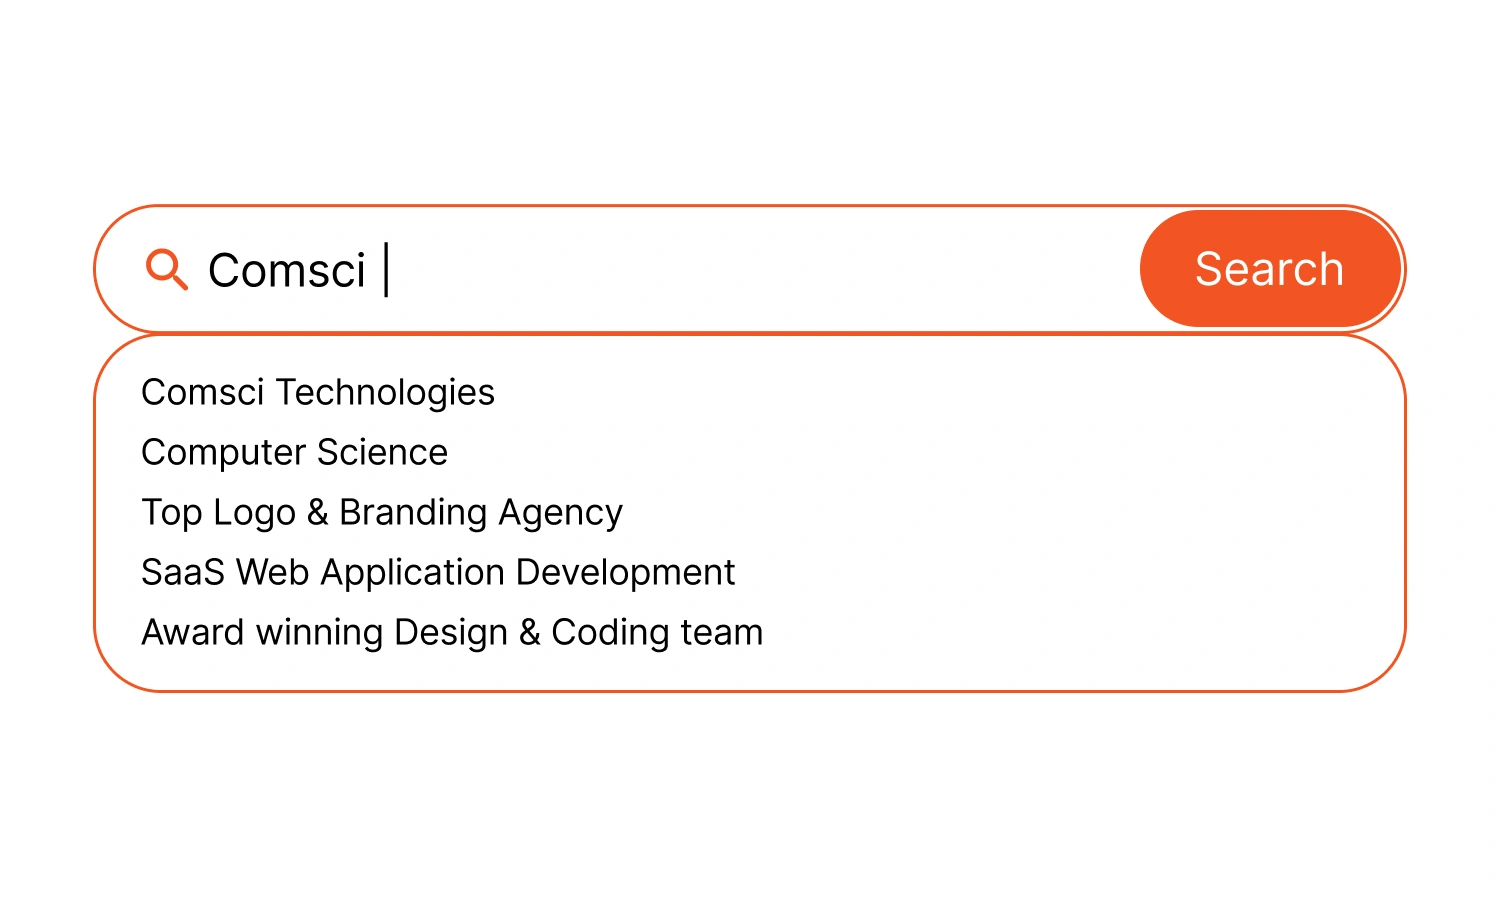 Comsci
Search
Comsci Technologies
Computer Science
Top Logo & Branding Agency
SaaS Web Application Development
Award winning Design & Coding team